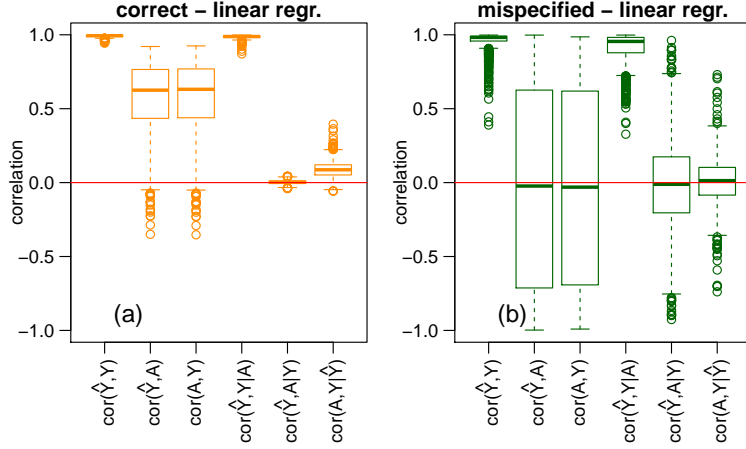 correct − linear regr.
correlation
1.0
0.5
0.0
−0.5
−1.0
(a)
cor(Ŷ,Y)
cor(Ŷ,A)
cor(A,Y)
cor(Ŷ,Y|A)
cor(Ŷ,A|Y)
cor(A,Y|Ŷ)
mispecified − linear regr.
correlation
1.0
0.5
0.0
−0.5
−1.0
(b)
cor(Ŷ,Y)
cor(Ŷ,A)
cor(A,Y)
cor(Ŷ,Y|A)
cor(Ŷ,A|Y)
cor(A,Y|Ŷ)